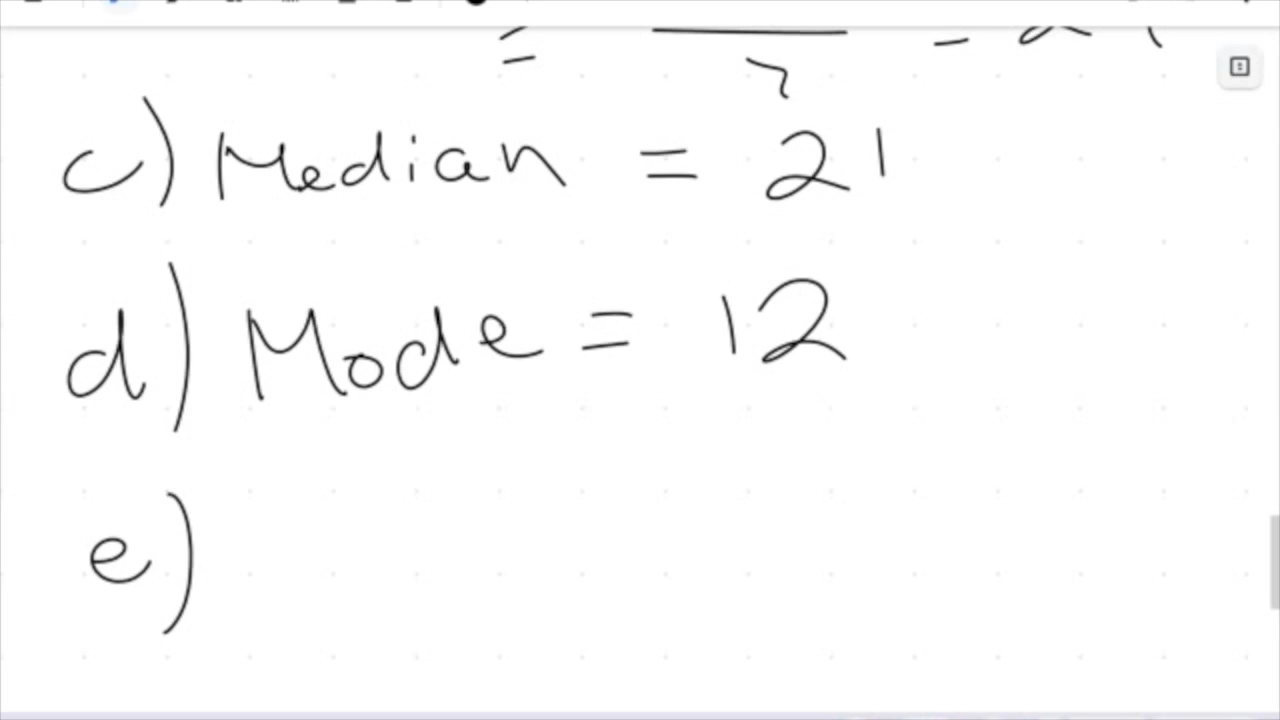 c) Median = 21
d) Mode = 12
e)